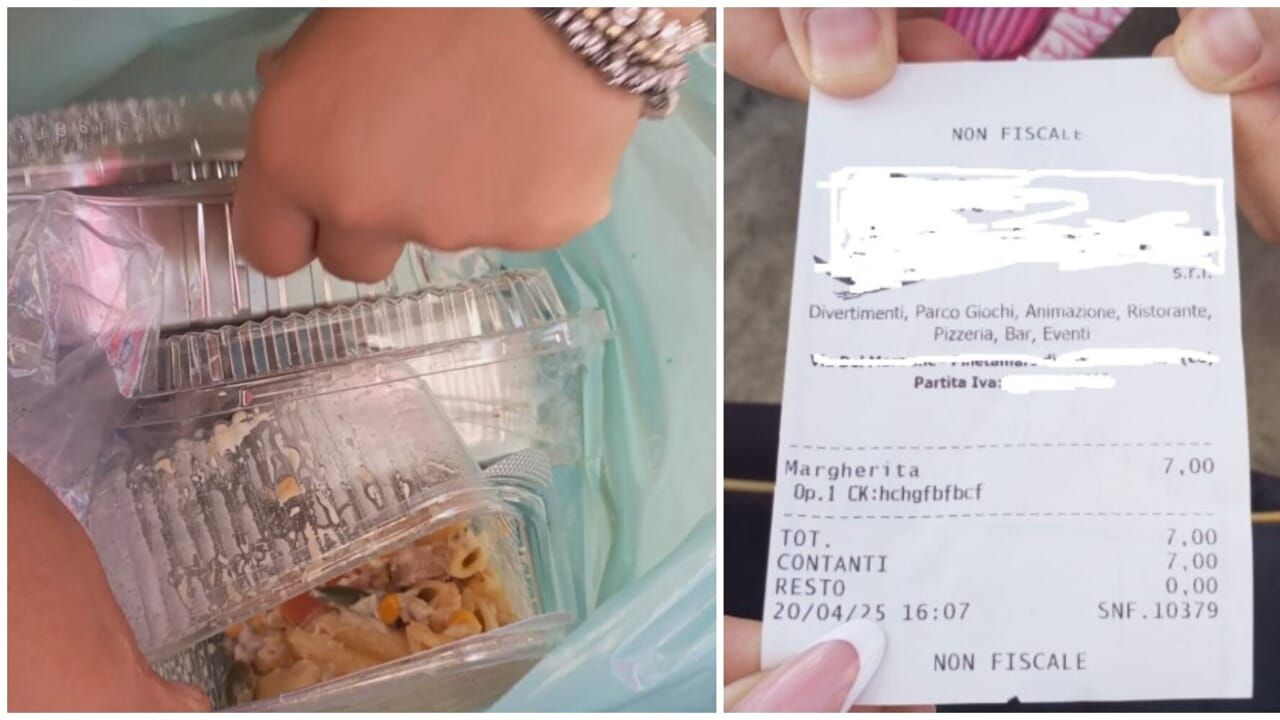 NON FISCALE
s.r.l.
Divertimenti, Parco Giochi, Animazione, Ristorante,
Pizzeria, Bar, Eventi
Partita Iva:
Margherita 7,00
Op.1 CK:hchgfbfbcf
TOT. 7,00
CONTANTI 7,00
RESTO 0,00
20/04/25 16:07 SNF.10379
NON FISCALE